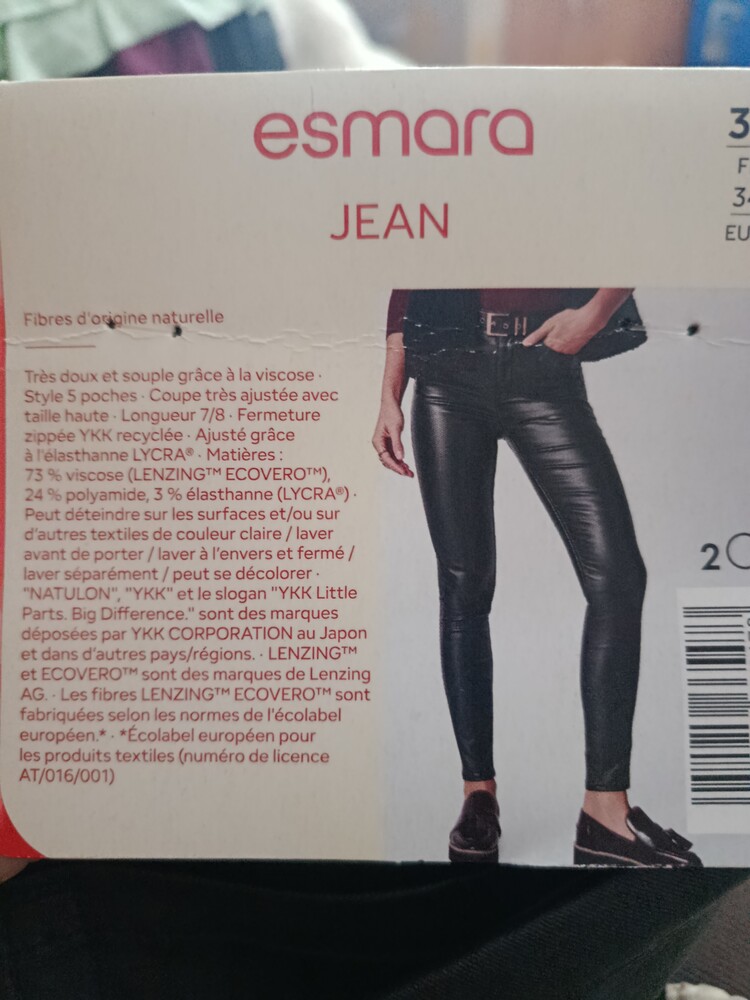 esmara
JEAN
3
F
34
EU
Fibres d'origine naturelle
Très doux et souple grâce à la viscose ·
Style 5 poches · Coupe très ajustée avec
taille haute · Longueur 7/8 · Fermeture
zippée YKK recyclée · Ajusté grâce
à l'élasthanne LYCRA® · Matières :
73 % viscose (LENZING™ ECOVERO™),
24 % polyamide, 3 % élasthanne (LYCRA®) ·
Peut déteindre sur les surfaces et/ou sur
d'autres textiles de couleur claire / laver
avant de porter / laver à l'envers et fermé /
laver séparément / peut se décolorer ·
"NATULON", "YKK" et le slogan "YKK Little
Parts. Big Difference." sont des marques
déposées par YKK CORPORATION au Japon
et dans d'autres pays/régions. · LENZING™
et ECOVERO™ sont des marques de Lenzing
AG. · Les fibres LENZING™ ECOVERO™ sont
fabriquées selon les normes de l'écolabel
européen.* · *Écolabel européen pour
les produits textiles (numéro de licence
AT/016/001)
2